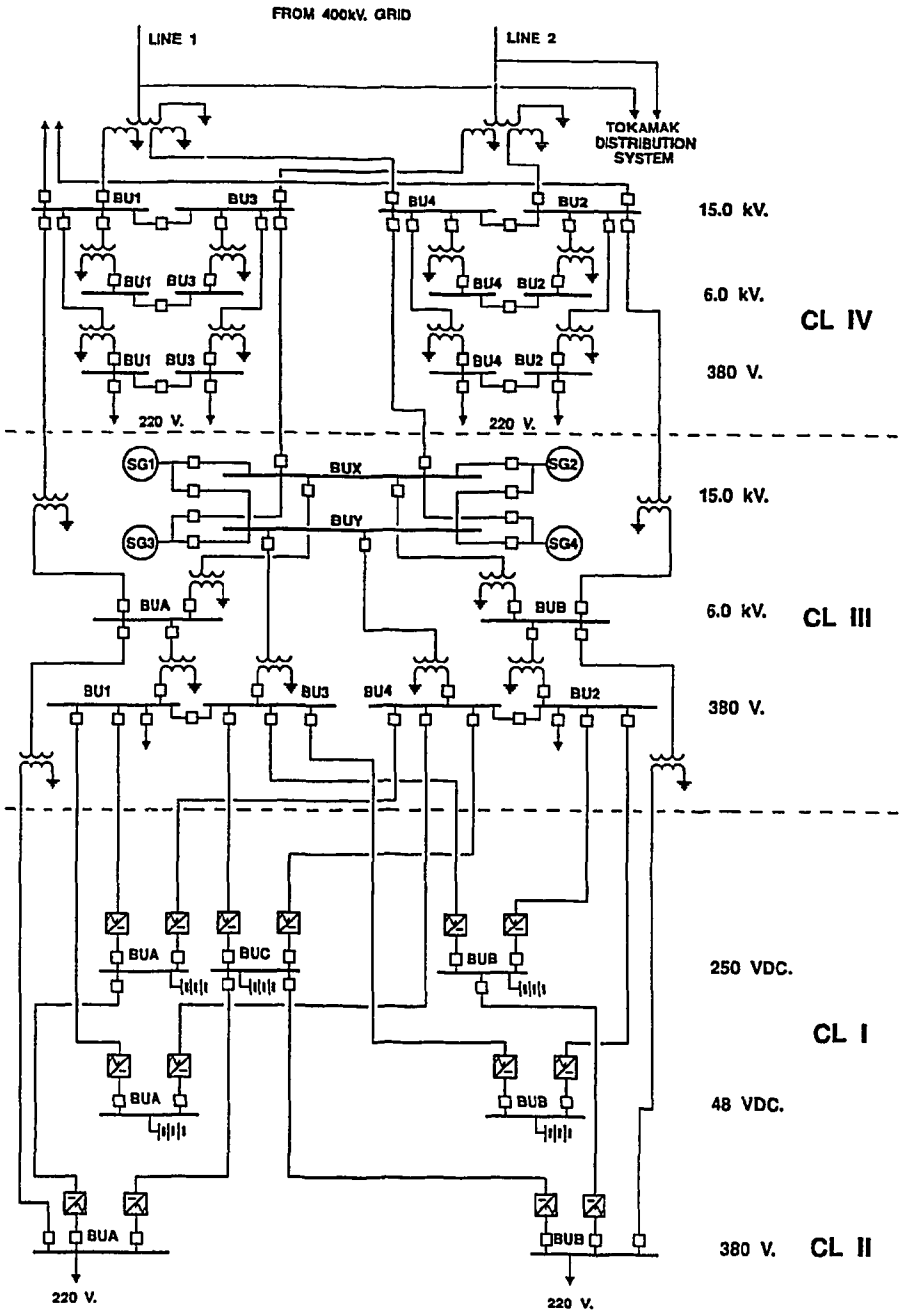 FROM 400kV. GRID
LINE 1
LINE 2
TOKAMAK
DISTRIBUTION
SYSTEM
BU1 BU3 BU4 BU2 15.0 kV.
BU1 BU3 BU4 BU2 6.0 kV.
CL IV
BU1 BU3 BU4 BU2 380 V.
220 V. 220 V.
SG1 BUX SG2
15.0 kV.
SG3 BUY SG4
BUA BUB 6.0 kV.
CL III
BU1 BU3 BU4 BU2 380 V.
BUA BUC BUB 250 VDC.
CL I
BUA BUB 48 VDC.
BUA BUB 380 V. CL II
220 V. 220 V.